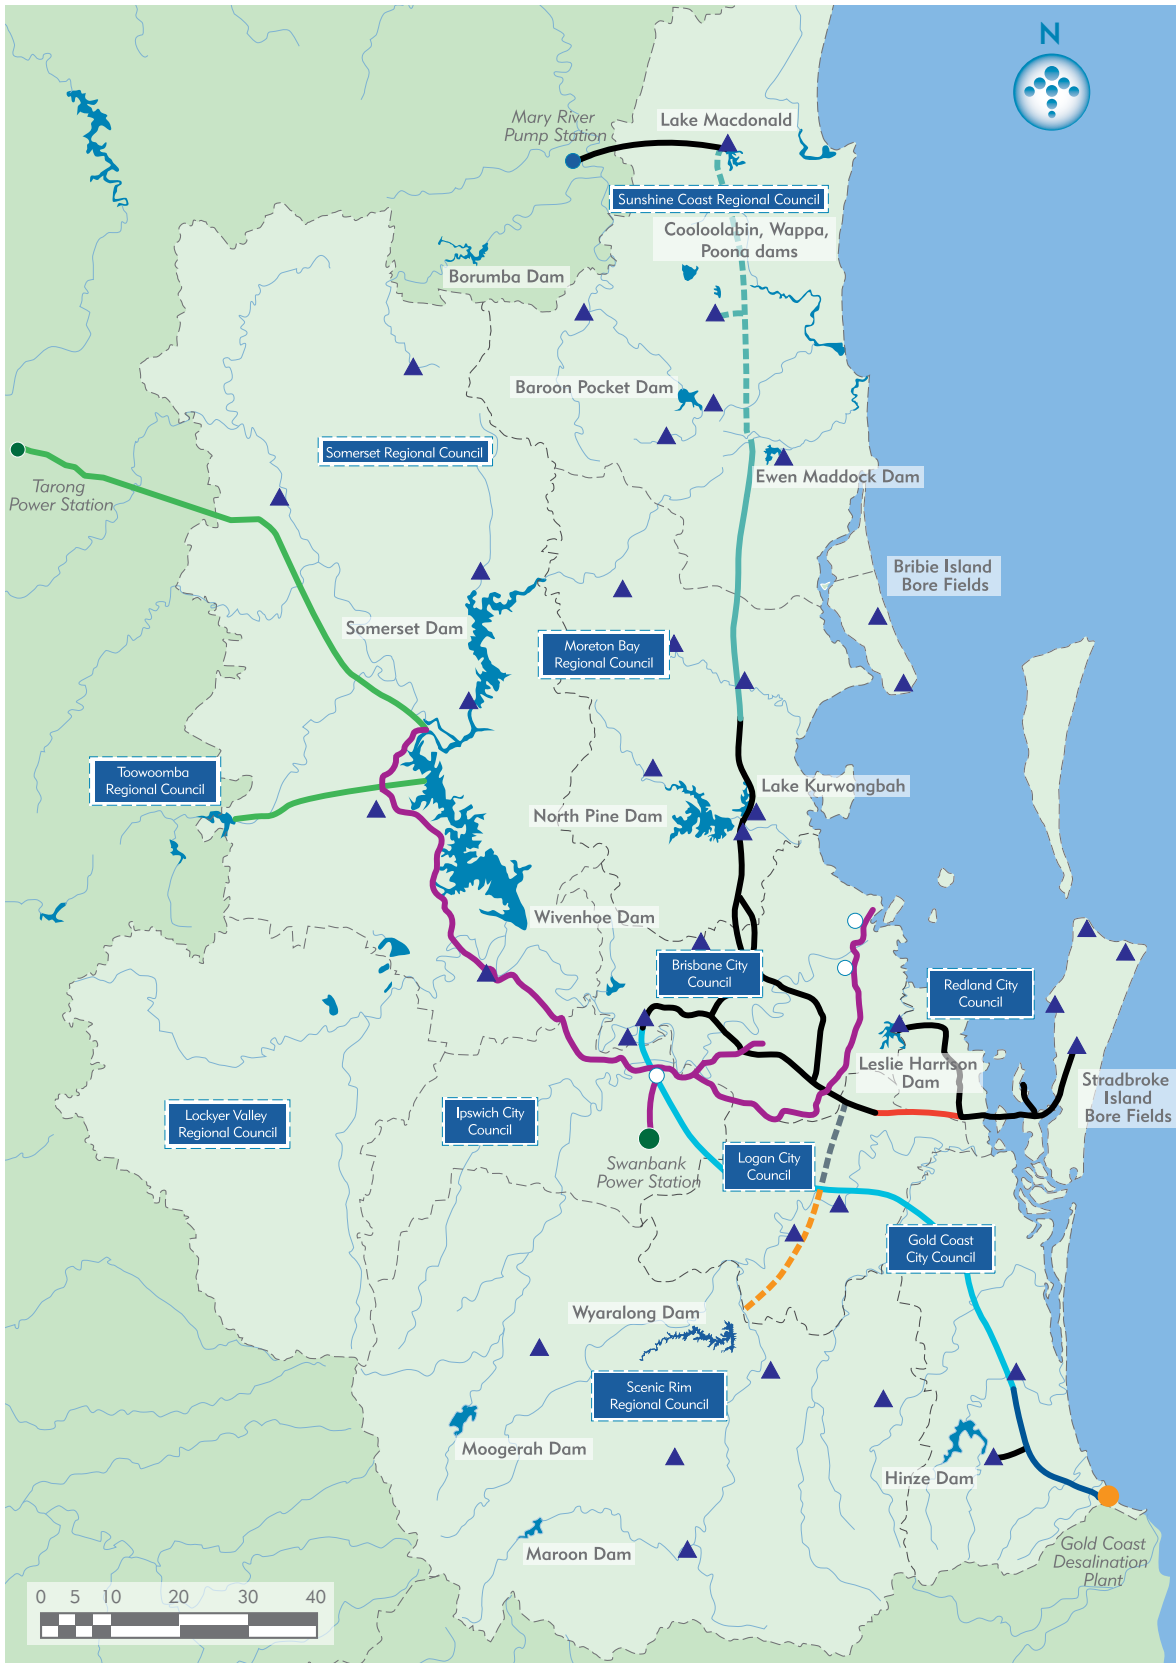 N
Mary River
Pump Station
Lake Macdonald
Sunshine Coast Regional Council
Cooloolabin, Wappa,
Poona dams
Borumba Dam
Baroon Pocket Dam
Somerset Regional Council
Ewen Maddock Dam
Tarong
Power Station
Bribie Island
Bore Fields
Somerset Dam
Moreton Bay
Regional Council
Toowoomba
Regional Council
Lake Kurwongbah
North Pine Dam
Wivenhoe Dam
Brisbane City
Council
Redland City
Council
Leslie Harrison
Dam
Stradbroke
Island
Bore Fields
Lockyer Valley
Regional Council
Ipswich City
Council
Swanbank
Power Station
Logan City
Council
Gold Coast
City Council
Wyaralong Dam
Scenic Rim
Regional Council
Moogerah Dam
Hinze Dam
Maroon Dam
Gold Coast
Desalination
Plant
0 5 10 20 30 40